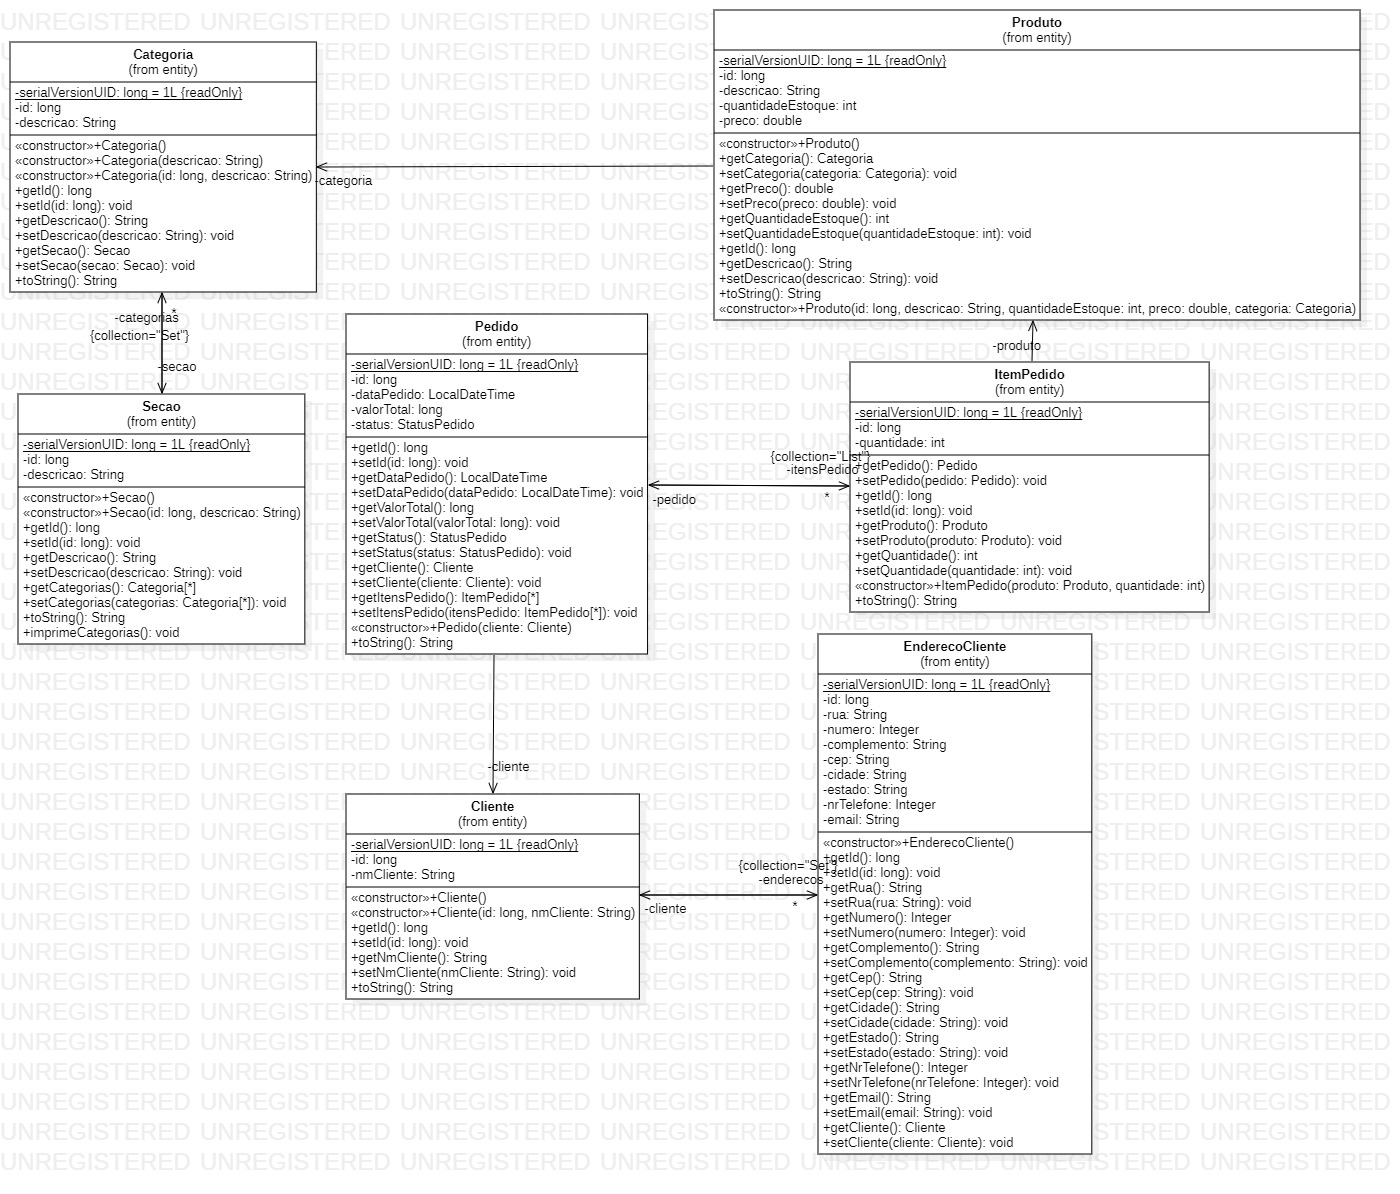 Categoria
(from entity)
-serialVersionUID: long = 1L {readOnly}
-id: long
-descricao: String
«constructor»+Categoria()
«constructor»+Categoria(descricao: String)
«constructor»+Categoria(id: long, descricao: String)
+getId(): long
+setId(id: long): void
+getDescricao(): String
+setDescricao(descricao: String): void
+getSecao(): Secao
+setSecao(secao: Secao): void
+toString(): String
Produto
(from entity)
-serialVersionUID: long = 1L {readOnly}
-id: long
-descricao: String
-quantidadeEstoque: int
-preco: double
«constructor»+Produto()
+getCategoria(): Categoria
+setCategoria(categoria: Categoria): void
+getPreco(): double
+setPreco(preco: double): void
+getQuantidadeEstoque(): int
+setQuantidadeEstoque(quantidadeEstoque: int): void
+getId(): long
+getDescricao(): String
+setDescricao(descricao: String): void
+toString(): String
«constructor»+Produto(id: long, descricao: String, quantidadeEstoque: int, preco: double, categoria: Categoria)
-categoria
-categorias
*
{collection="Set"}
-secao
Secao
(from entity)
-serialVersionUID: long = 1L {readOnly}
-id: long
-descricao: String
«constructor»+Secao()
«constructor»+Secao(id: long, descricao: String)
+getId(): long
+setId(id: long): void
+getDescricao(): String
+setDescricao(descricao: String): void
+getCategorias(): Categoria[*]
+setCategorias(categorias: Categoria[*]): void
+toString(): String
+imprimeCategorias(): void
Pedido
(from entity)
-serialVersionUID: long = 1L {readOnly}
-id: long
-dataPedido: LocalDateTime
-valorTotal: long
-status: StatusPedido
+getId(): long
+setId(id: long): void
+getDataPedido(): LocalDateTime
+setDataPedido(dataPedido: LocalDateTime): void
+getValorTotal(): long
+setValorTotal(valorTotal: long): void
+getStatus(): StatusPedido
+setStatus(status: StatusPedido): void
+getCliente(): Cliente
+setCliente(cliente: Cliente): void
+getItensPedido(): ItemPedido[*]
+setItensPedido(itensPedido: ItemPedido[*]): void
«constructor»+Pedido(cliente: Cliente)
+toString(): String
-produto
{collection="List"}
-itensPedido
*
-pedido
ItemPedido
(from entity)
-serialVersionUID: long = 1L {readOnly}
-id: long
-quantidade: int
+getPedido(): Pedido
+setPedido(pedido: Pedido): void
+getId(): long
+setId(id: long): void
+getProduto(): Produto
+setProduto(produto: Produto): void
+getQuantidade(): int
+setQuantidade(quantidade: int): void
«constructor»+ItemPedido(produto: Produto, quantidade: int)
+toString(): String
-cliente
Cliente
(from entity)
-serialVersionUID: long = 1L {readOnly}
-id: long
-nmCliente: String
«constructor»+Cliente()
«constructor»+Cliente(id: long, nmCliente: String)
+getId(): long
+setId(id: long): void
+getNmCliente(): String
+setNmCliente(nmCliente: String): void
+toString(): String
{collection="Set"}
-enderecos
*
-cliente
EnderecoCliente
(from entity)
-serialVersionUID: long = 1L {readOnly}
-id: long
-rua: String
-numero: Integer
-complemento: String
-cep: String
-cidade: String
-estado: String
-nrTelefone: Integer
-email: String
«constructor»+EnderecoCliente()
+getId(): long
+setId(id: long): void
+getRua(): String
+setRua(rua: String): void
+getNumero(): Integer
+setNumero(numero: Integer): void
+getComplemento(): String
+setComplemento(complemento: String): void
+getCep(): String
+setCep(cep: String): void
+getCidade(): String
+setCidade(cidade: String): void
+getEstado(): String
+setEstado(estado: String): void
+getNrTelefone(): Integer
+setNrTelefone(nrTelefone: Integer): void
+getEmail(): String
+setEmail(email: String): void
+getCliente(): Cliente
+setCliente(cliente: Cliente): void
UNREGISTERED